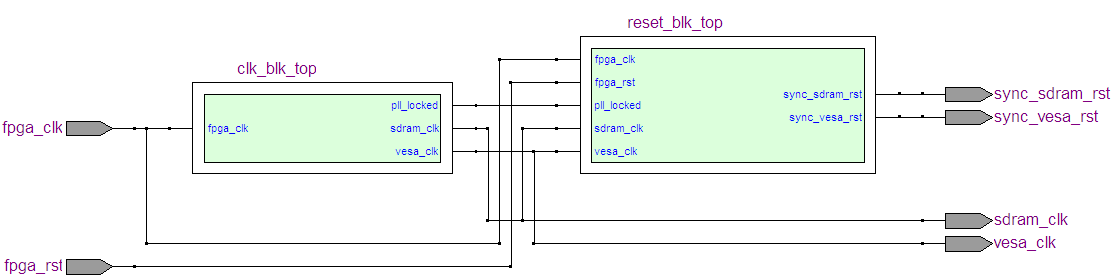 reset_blk_top
clk_blk_top
fpga_clk
fpga_rst
pll_locked
sdram_clk
vesa_clk
sync_sdram_rst
sync_vesa_rst
sync_sdram_rst
sync_vesa_rst
pll_locked
sdram_clk
vesa_clk
fpga_clk
fpga_clk
sdram_clk
vesa_clk
fpga_rst